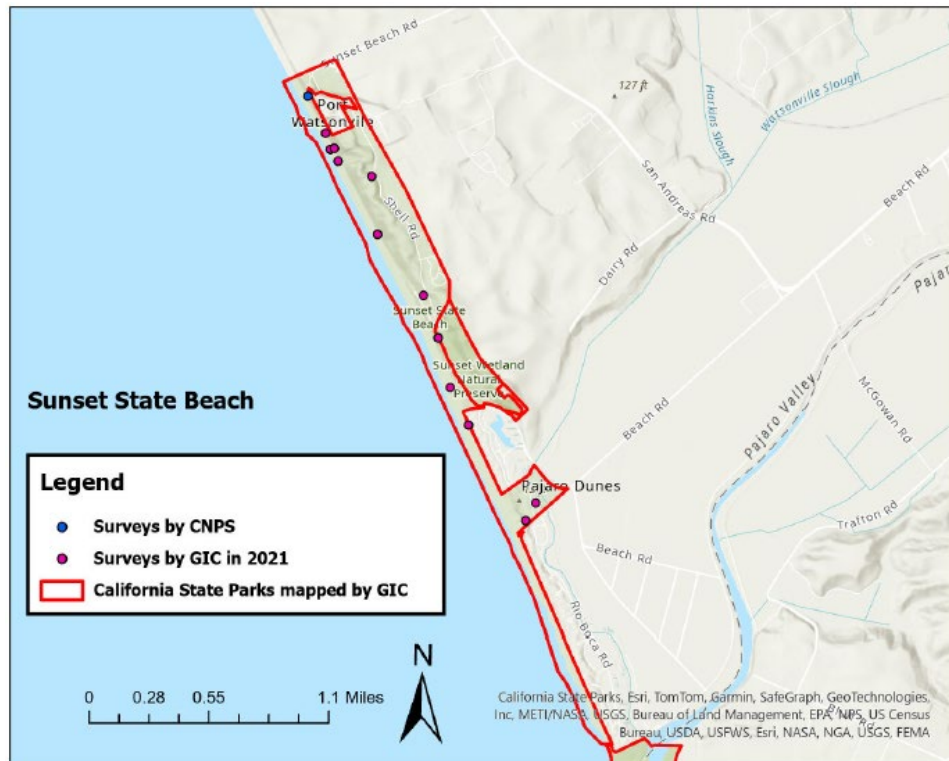 Sunset Beach Rd
Port
Watsonville
127 ft
Harkins Slough
Watsonville Slough
San Andreas Rd
Beach Rd
Shell Rd
Dairy Rd
Sunset State
Beach
Sunset Wetland
Natural
Preserve
Pajaro Valley
McGowan Rd
Beach Rd
Sunset State Beach
Pajaro Dunes
Trafton Rd
Beach Rd
Rio Boca Rd
Legend
Surveys by CNPS
Surveys by GIC in 2021
California State Parks mapped by GIC
N
0 0.28 0.55 1.1 Miles
California State Parks, Esri, TomTom, Garmin, SafeGraph, GeoTechnologies,
Inc, METI/NASA, USGS, Bureau of Land Management, EPA, NPS, US Census
Bureau, USDA, USFWS, Esri, NASA, NGA, USGS, FEMA